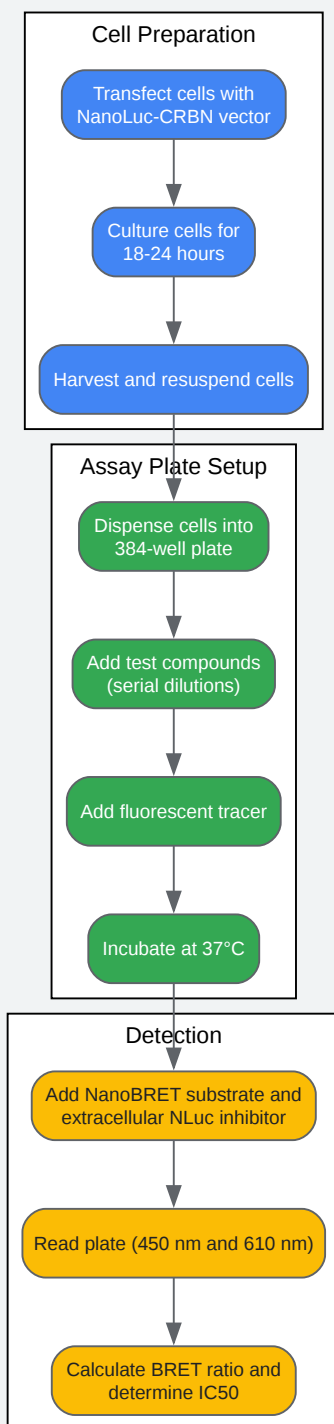 Cell Preparation
Transfect cells with
NanoLuc-CRBN vector
Culture cells for
18-24 hours
Harvest and resuspend cells
Assay Plate Setup
Dispense cells into
384-well plate
Add test compounds
(serial dilutions)
Add fluorescent tracer
Incubate at 37°C
Detection
Add NanoBRET substrate and
extracellular NLuc inhibitor
Read plate (450 nm and 610 nm)
Calculate BRET ratio and
determine IC50